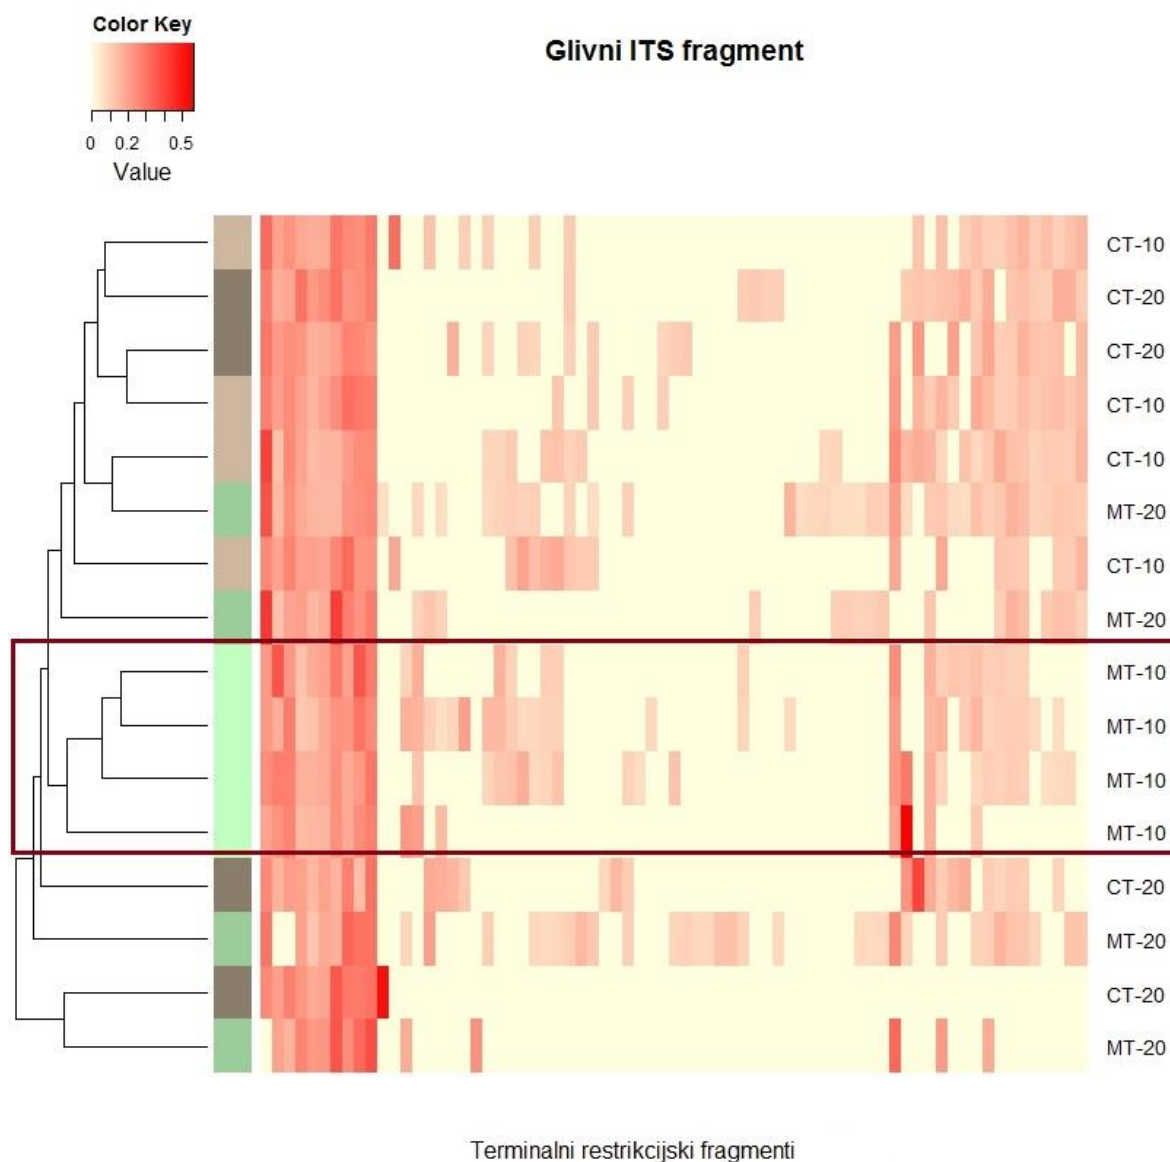 Color Key
0 0.2 0.5
Value
Glivni ITS fragment
CT-10
CT-20
CT-20
CT-10
CT-10
MT-20
CT-10
MT-20
MT-10
MT-10
MT-10
MT-10
CT-20
MT-20
CT-20
MT-20
Terminalni restrikcijski fragmenti